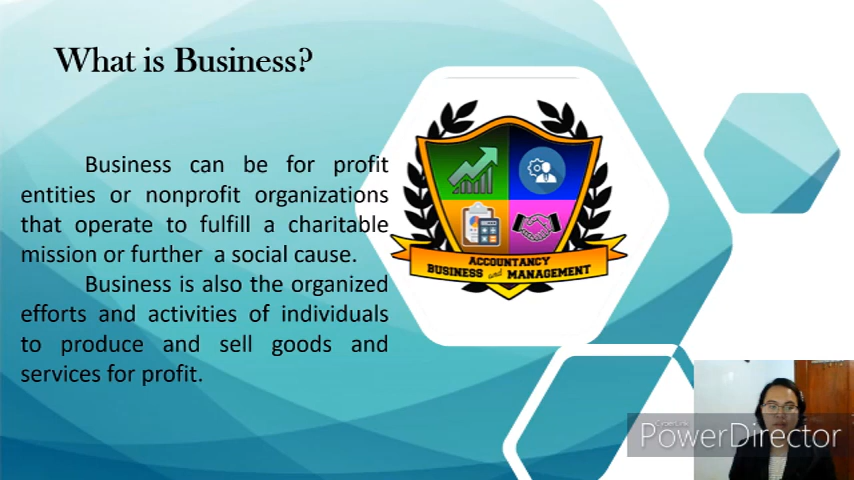 What is Business?
Business can be for profit
entities or nonprofit organizations
that operate to fulfill a charitable
mission or further a social cause.
Business is also the organized
efforts and activities of individuals
to produce and sell goods and
services for profit.
ACCOUNTANCY
BUSINESS and MANAGEMENT
CyberLink
PowerDirector